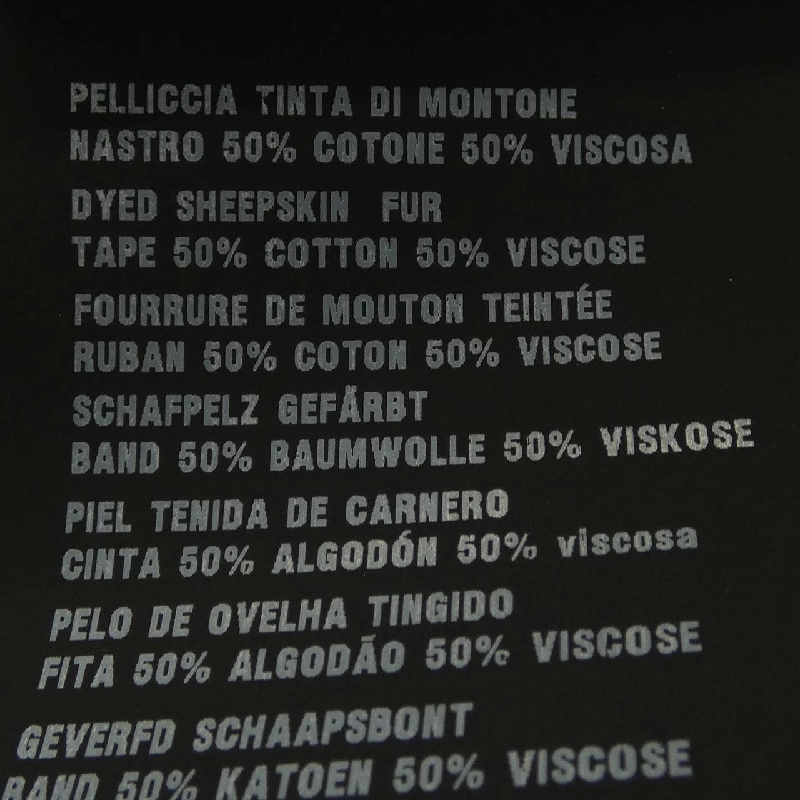 PELLICCIA TINTA DI MONTONE
NASTRO 50% COTONE 50% VISCOSA
DYED SHEEPSKIN FUR
TAPE 50% COTTON 50% VISCOSE
FOURRURE DE MOUTON TEINTÉE
RUBAN 50% COTON 50% VISCOSE
SCHAFPELZ GEFÄRBT
BAND 50% BAUMWOLLE 50% VISKOSE
PIEL TENIDA DE CARNERO
CINTA 50% ALGODÓN 50% viscosa
PELO DE OVELHA TINGIDO
FITA 50% ALGODÃO 50% VISCOSE
GEVERFD SCHAAPSBONT
BAND 50% KATOEN 50% VISCOSE